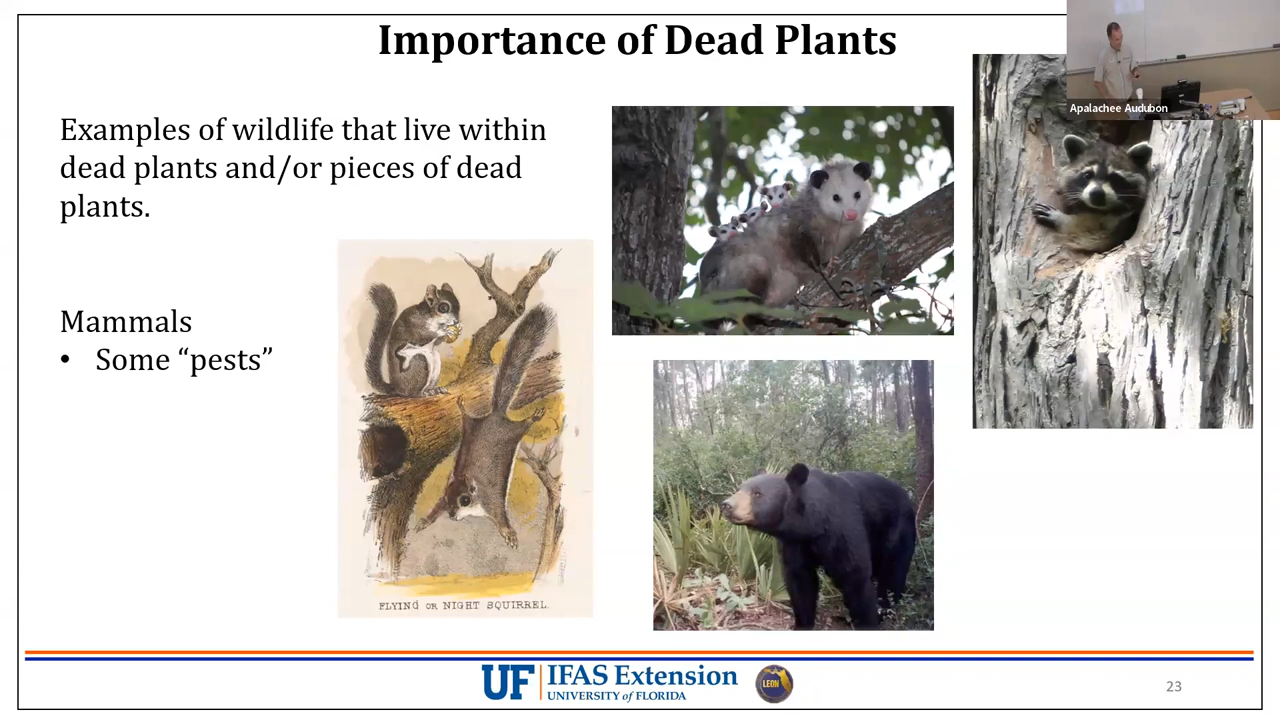 Importance of Dead Plants
Apalachee Audubon
Examples of wildlife that live within
dead plants and/or pieces of dead
plants.
Mammals
• Some “pests”
FLYING OR NIGHT SQUIRREL.
UF IFAS Extension
UNIVERSITY of FLORIDA
LEON
23